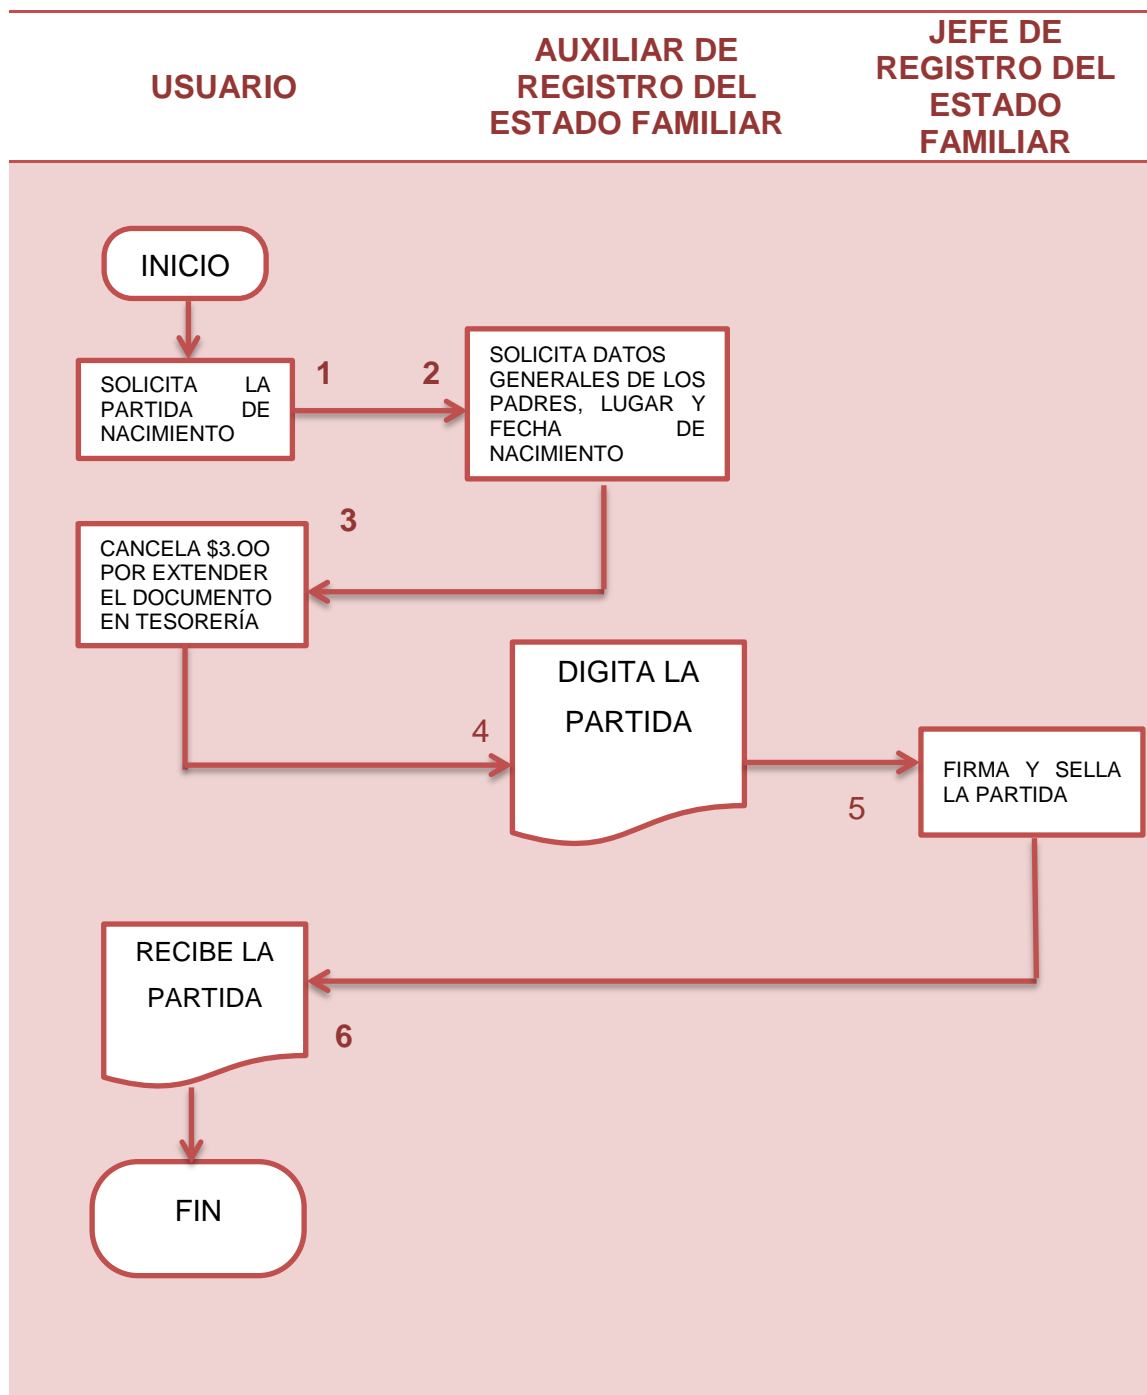 USUARIO
AUXILIAR DE
REGISTRO DEL
ESTADO FAMILIAR
JEFE DE
REGISTRO DEL
ESTADO
FAMILIAR
INICIO
SOLICITA LA
PARTIDA DE
NACIMIENTO
1
2
SOLICITA DATOS
GENERALES DE LOS
PADRES, LUGAR Y
FECHA DE
NACIMIENTO
3
CANCELA $3.OO
POR EXTENDER
EL DOCUMENTO
EN TESORERÍA
4
DIGITA LA
PARTIDA
5
FIRMA Y SELLA
LA PARTIDA
RECIBE LA
PARTIDA
6
FIN